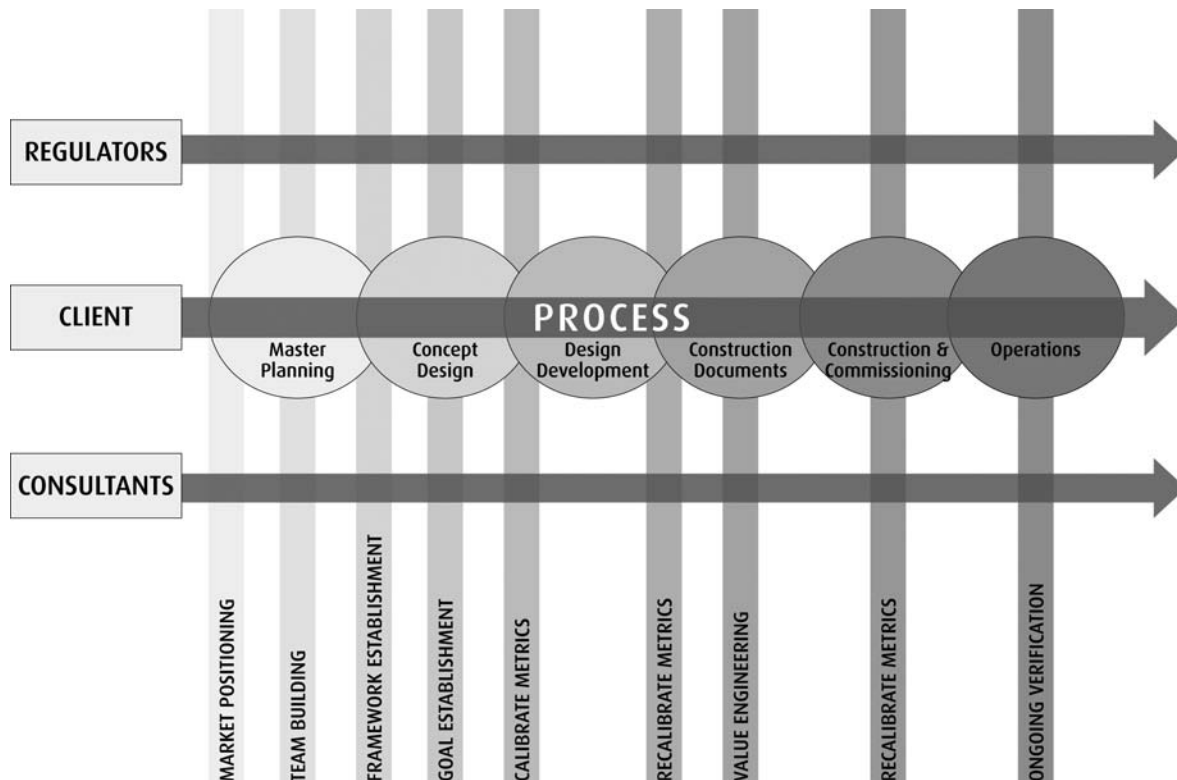 REGULATORS
CLIENT
PROCESS
Master
Planning
Concept
Design
Design
Development
Construction
Documents
Construction &
Commissioning
Operations
CONSULTANTS
MARKET POSITIONING
TEAM BUILDING
FRAMEWORK ESTABLISHMENT
GOAL ESTABLISHMENT
CALIBRATE METRICS
RECALIBRATE METRICS
VALUE ENGINEERING
RECALIBRATE METRICS
ONGOING VERIFICATION